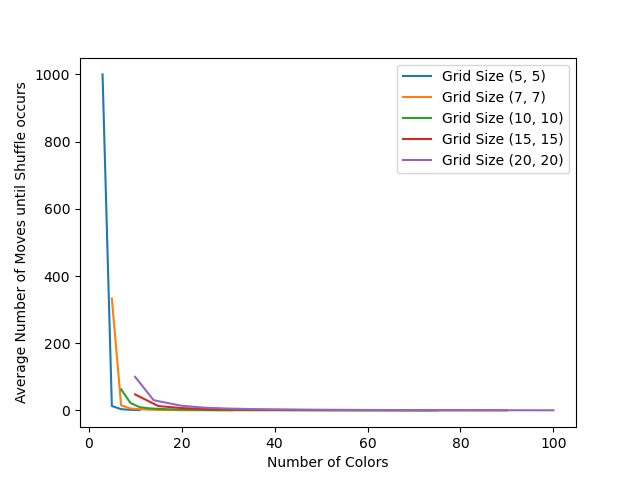 1000
800
600
400
200
0
Average Number of Moves until Shuffle occurs
Grid Size (5, 5)
Grid Size (7, 7)
Grid Size (10, 10)
Grid Size (15, 15)
Grid Size (20, 20)
0 20 40 60 80 100
Number of Colors